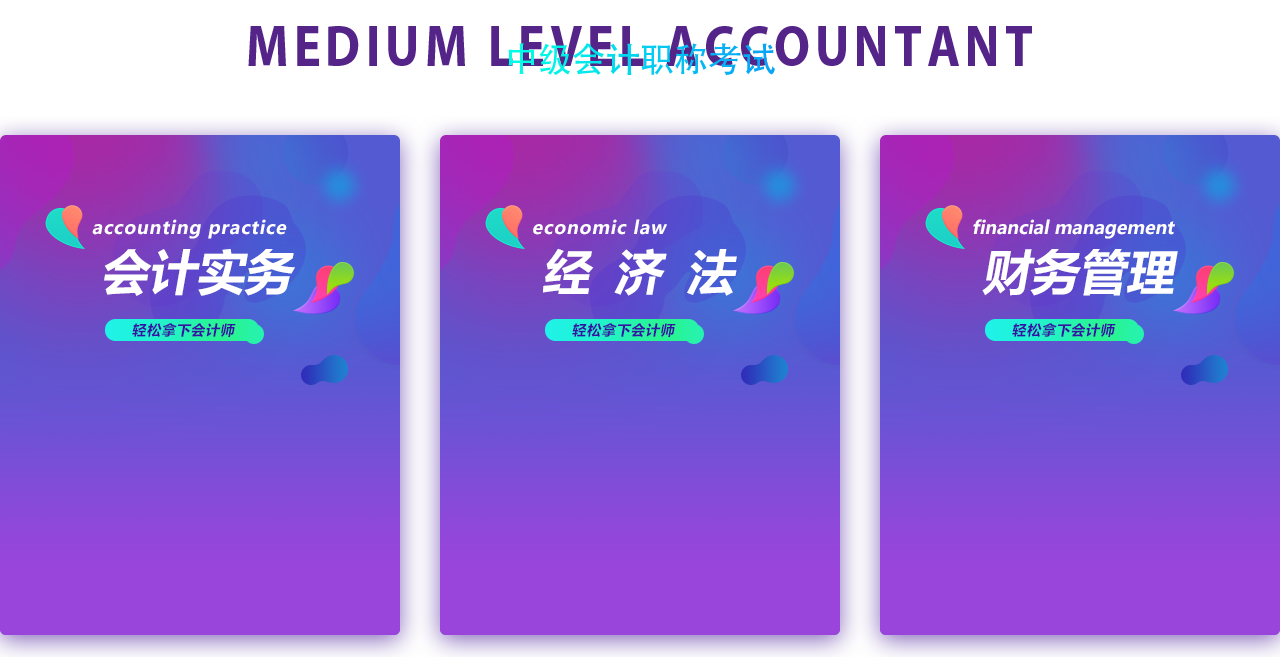 MEDIUM LEVEL ACCOUNTANT
中级会计职称考试
accounting practice
会计实务
轻松拿下会计师
economic law
经 济 法
轻松拿下会计师
financial management
财务管理
轻松拿下会计师